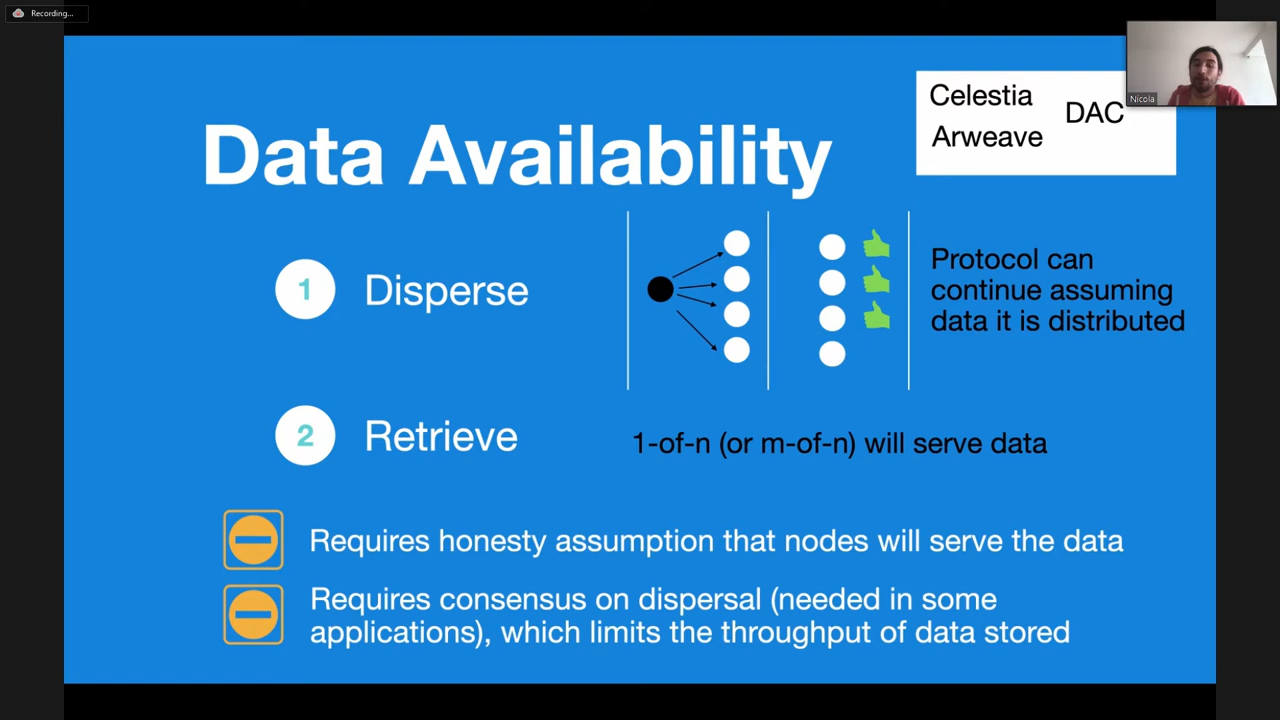 Recording...
Celestia
DAC
Arweave
Nicola
Data Availability
1
Disperse
Protocol can
continue assuming
data it is distributed
2
Retrieve
1-of-n (or m-of-n) will serve data
Requires honesty assumption that nodes will serve the data
Requires consensus on dispersal (needed in some
applications), which limits the throughput of data stored